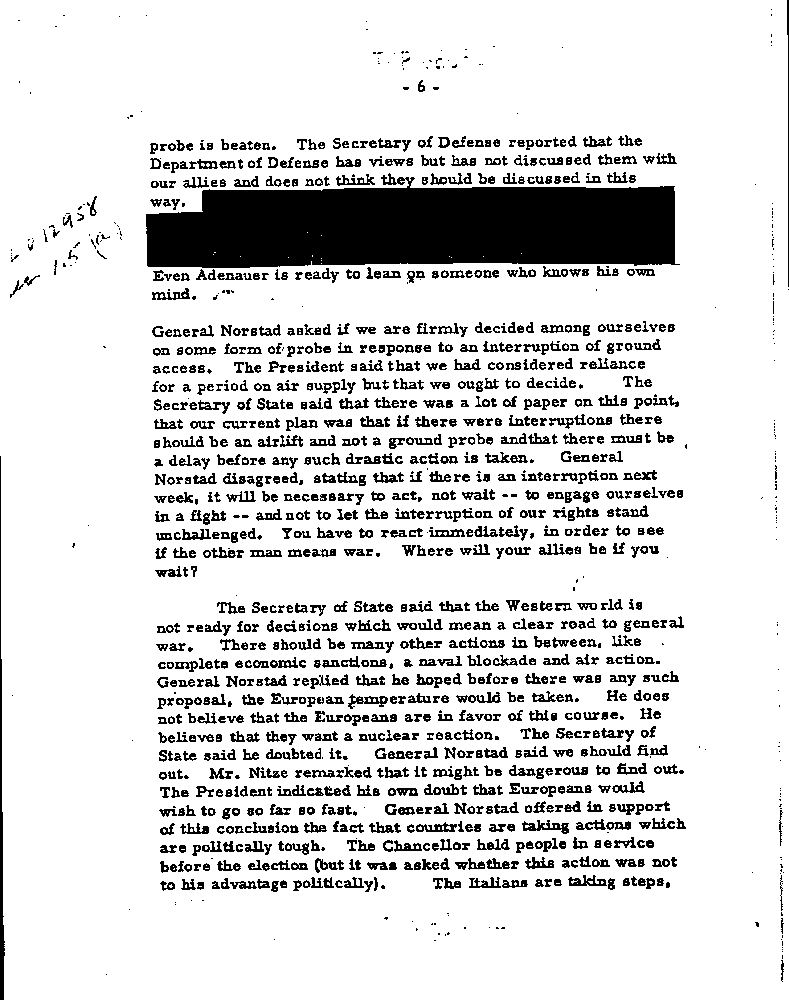 - 6 -
probe is beaten. The Secretary of Defense reported that the
Department of Defense has views but has not discussed them with
our allies and does not think they should be discussed in this
way.
1.5 (a)
Even Adenauer is ready to lean on someone who knows his own
mind.
General Norstad asked if we are firmly decided among ourselves
on some form of probe in response to an interruption of ground
access. The President said that we had considered reliance
for a period on air supply but that we ought to decide. The
Secretary of State said that there was a lot of paper on this point,
that our current plan was that if there were interruptions there
should be an airlift and not a ground probe andthat there must be
a delay before any such drastic action is taken. General
Norstad disagreed, stating that if there is an interruption next
week, it will be necessary to act, not wait -- to engage ourselves
in a fight -- and not to let the interruption of our rights stand
unchallenged. You have to react immediately, in order to see
if the other man means war. Where will your allies be if you
wait?
The Secretary of State said that the Western world is
not ready for decisions which would mean a clear road to general
war. There should be many other actions in between, like
complete economic sanctions, a naval blockade and air action.
General Norstad replied that he hoped before there was any such
proposal, the European temperature would be taken. He does
not believe that the Europeans are in favor of this course. He
believes that they want a nuclear reaction. The Secretary of
State said he doubted it. General Norstad said we should find
out. Mr. Nitze remarked that it might be dangerous to find out.
The President indicated his own doubt that Europeans would
wish to go so far so fast. General Norstad offered in support
of this conclusion the fact that countries are taking actions which
are politically tough. The Chancellor held people in service
before the election (but it was asked whether this action was not
to his advantage politically). The Italians are taking steps,